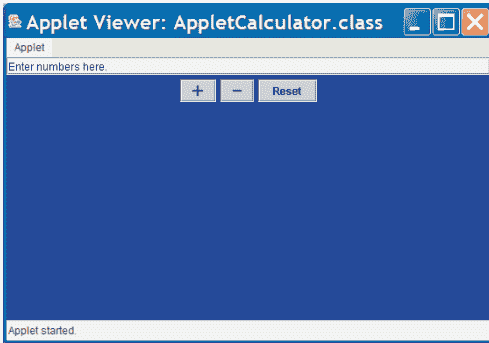 Applet Viewer: AppletCalculator.class
Applet
Enter numbers here.
+ − Reset
Applet started.